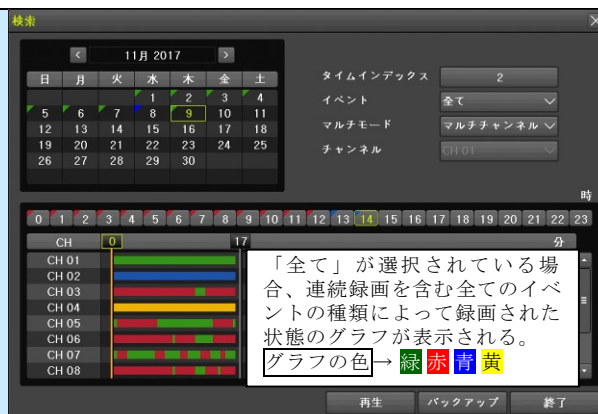 検索
11月 2017
日 月 火 水 木 金 土
1 2 3 4
5 6 7 8 9 10 11
12 13 14 15 16 17 18
19 20 21 22 23 24 25
26 27 28 29 30
タイムインデックス 2
イベント 全て
マルチモード マルチチャンネル
チャンネル CH 01
時
0 1 2 3 4 5 6 7 8 9 10 11 12 13 14 15 16 17 18 19 20 21 22 23
CH 0 17 分
CH 01
CH 02
CH 03
CH 04
CH 05
CH 06
CH 07
CH 08
「全て」が選択されている場
合、連続録画を含む全てのイベ
ントの種類によって録画された
状態のグラフが表示される。
グラフの色→ 緑 赤 青 黄
再生 バックアップ 終了